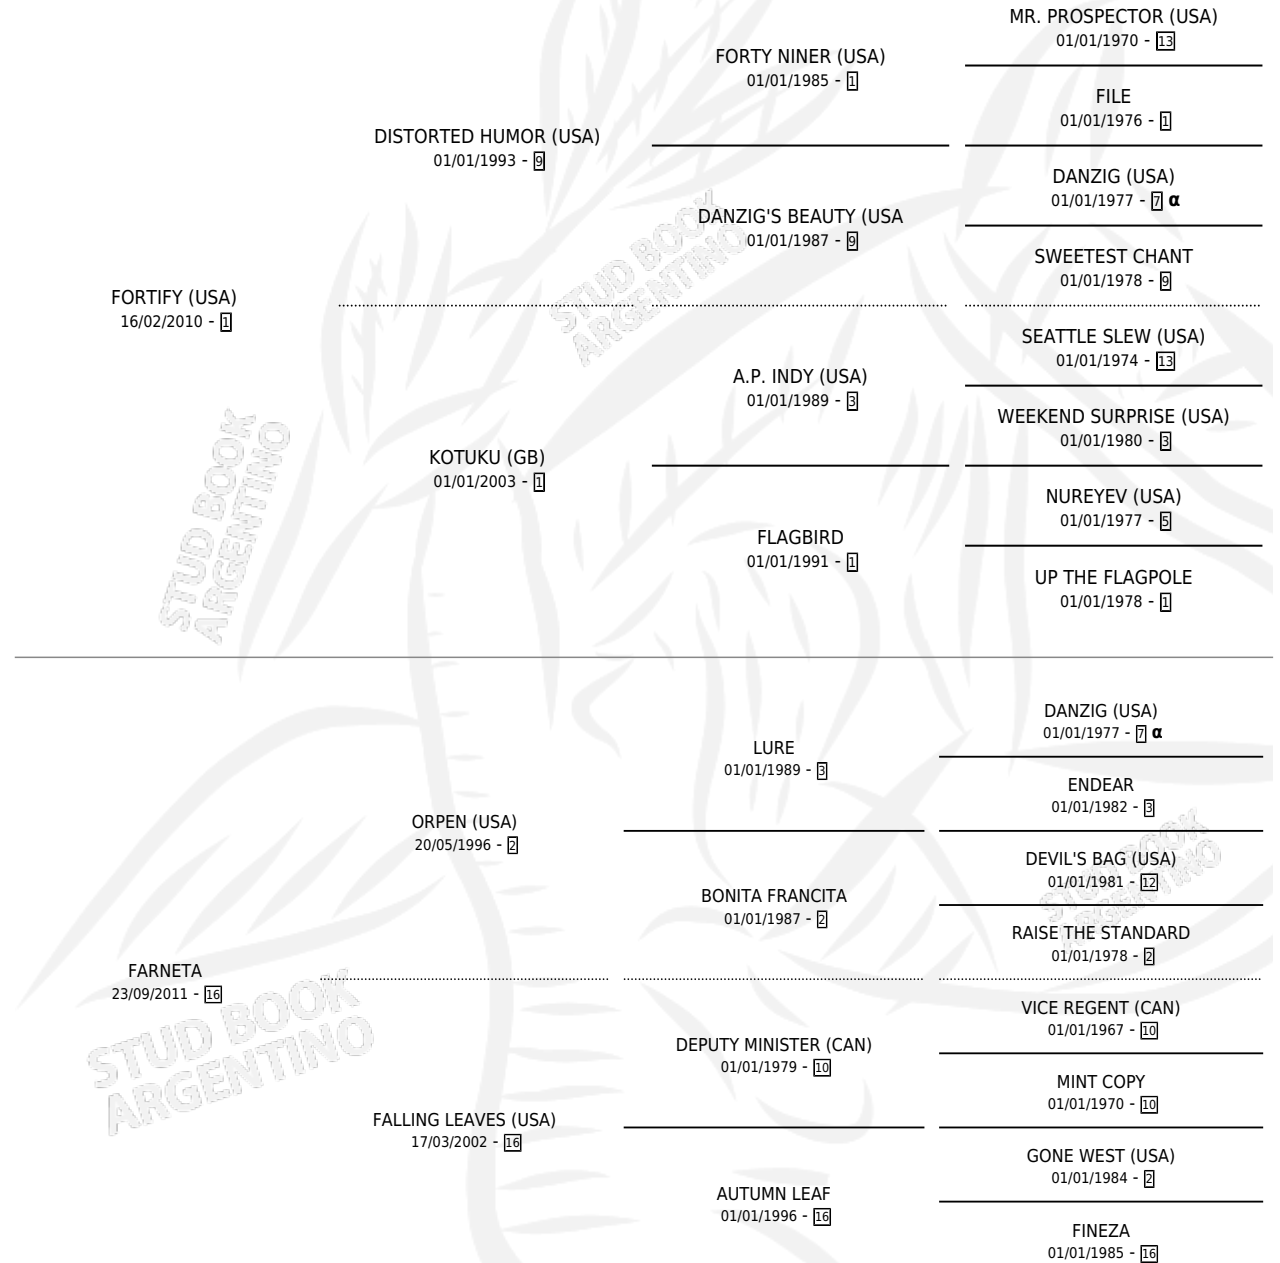 MR. PROSPECTOR (USA)
01/01/1970 - 13
FORTY NINER (USA)
01/01/1985 - 1
FILE
01/01/1976 - 1
DISTORTED HUMOR (USA)
01/01/1993 - 9
DANZIG (USA)
01/01/1977 - 7 α
DANZIG'S BEAUTY (USA
01/01/1987 - 9
SWEETEST CHANT
01/01/1978 - 9
FORTIFY (USA)
16/02/2010 - 1
SEATTLE SLEW (USA)
01/01/1974 - 13
A.P. INDY (USA)
01/01/1989 - 3
WEEKEND SURPRISE (USA)
01/01/1980 - 3
KOTUKU (GB)
01/01/2003 - 1
NUREYEV (USA)
01/01/1977 - 5
FLAGBIRD
01/01/1991 - 1
UP THE FLAGPOLE
01/01/1978 - 1
DANZIG (USA)
01/01/1977 - 7 α
LURE
01/01/1989 - 3
ENDEAR
01/01/1982 - 3
ORPEN (USA)
20/05/1996 - 2
DEVIL'S BAG (USA)
01/01/1981 - 12
BONITA FRANCITA
01/01/1987 - 2
RAISE THE STANDARD
01/01/1978 - 2
FARNETA
23/09/2011 - 16
VICE REGENT (CAN)
01/01/1967 - 10
DEPUTY MINISTER (CAN)
01/01/1979 - 10
MINT COPY
01/01/1970 - 10
FALLING LEAVES (USA)
17/03/2002 - 16
GONE WEST (USA)
01/01/1984 - 2
AUTUMN LEAF
01/01/1996 - 16
FINEZA
01/01/1985 - 16
STUD BOOK
ARGENTINO
STUD BOOK
ARGENTINO
STUD BOOK
ARGENTINO
STUD BOOK
ARGENTINO